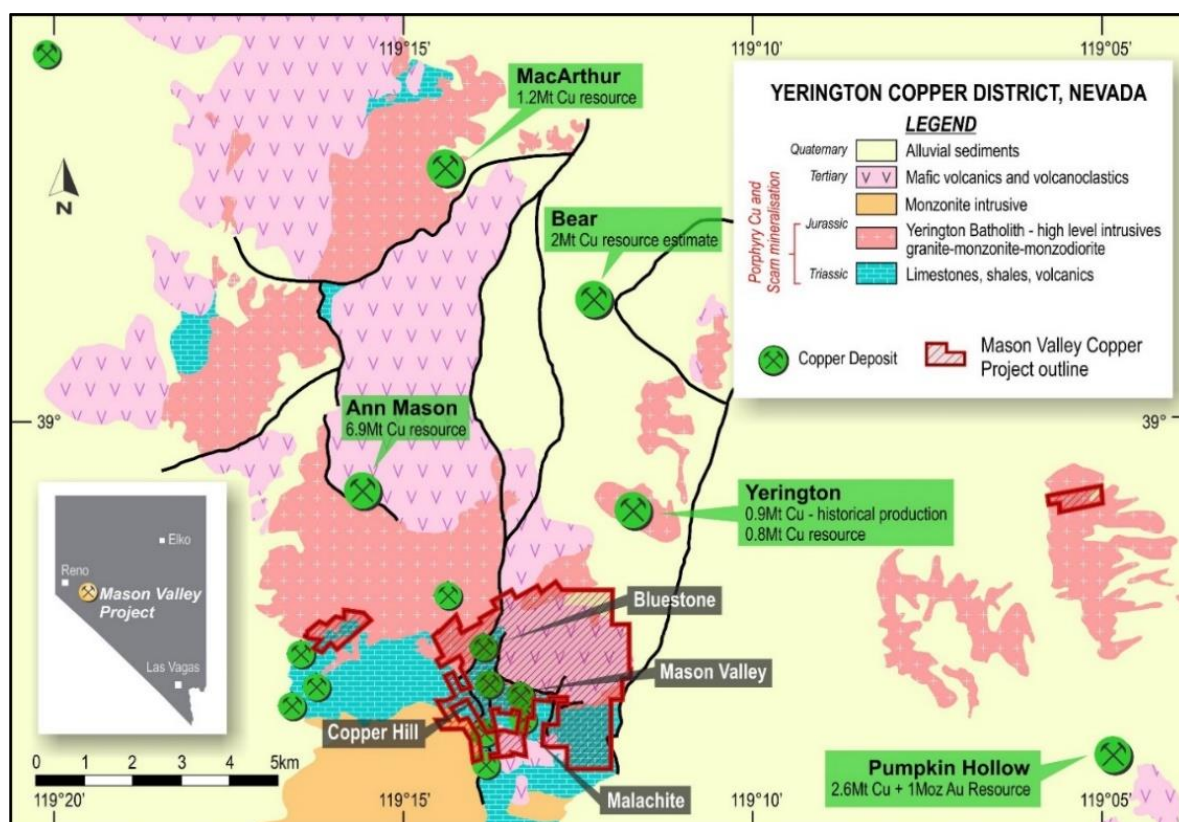 119°15'
119°10'
119°05'
MacArthur
1.2Mt Cu resource
N
Bear
2Mt Cu resource estimate
YERINGTON COPPER DISTRICT, NEVADA
LEGEND
Quaternary
Alluvial sediments
Tertiary
Mafic volcanics and volcanoclastics
Monzonite intrusive
Porphyry Cu and
Scarn mineralisation
Jurassic
Yerington Batholith - high level intrusives
granite-monzonite-monzodiorite
Triassic
Limestones, shales, volcanics
Copper Deposit
Mason Valley Copper
Project outline
39°
39°
Ann Mason
6.9Mt Cu resource
Yerington
0.9Mt Cu - historical production
0.8Mt Cu resource
Elko
Reno
Mason Valley
Project
Las Vagas
Bluestone
Mason Valley
Copper Hill
Malachite
0 1 2 3 4 5km
Pumpkin Hollow
2.6Mt Cu + 1Moz Au Resource
119°20'
119°15'
119°10'
119°05'